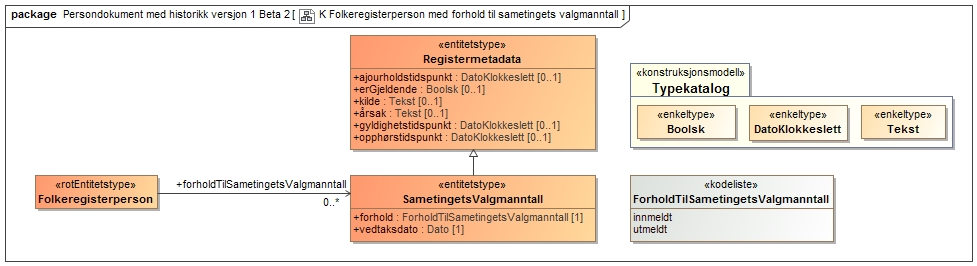 package Persondokument med historikk versjon 1 Beta 2 [ K Folkeregisterperson med forhold til sametingets valgmanntall ]
«entitetstype»
Registermetadata
+ajourholdstidspunkt : DatoKlokkeslett [0..1]
+erGjeldende : Boolsk [0..1]
+kilde : Tekst [0..1]
+årsak : Tekst [0..1]
+gyldighetstidspunkt : DatoKlokkeslett [0..1]
+opphørstidspunkt : DatoKlokkeslett [0..1]
«konstruksjonsmodell»
Typekatalog
«enkeltype»
Boolsk
«enkeltype»
DatoKlokkeslett
«enkeltype»
Tekst
«rotEntitetstype»
Folkeregisterperson
+forholdTilSametingetsValgmanntall
0..*
«entitetstype»
SametingetsValgmanntall
+forhold : ForholdTilSametingetsValgmanntall [1]
+vedtaksdato : Dato [1]
«kodeliste»
ForholdTilSametingetsValgmanntall
innmeldt
utmeldt